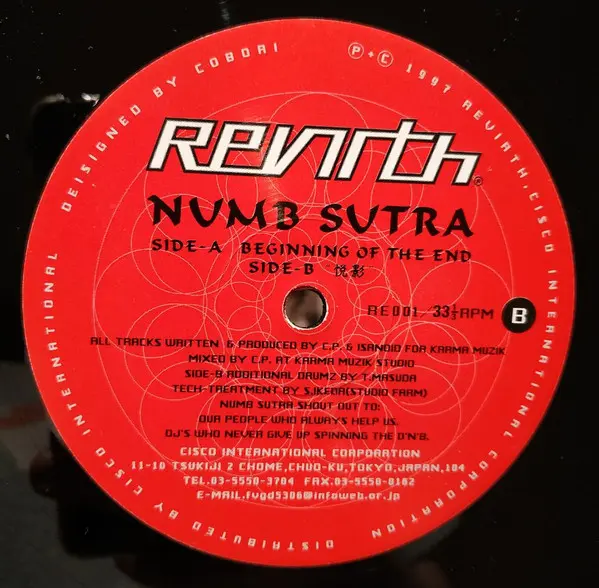 DEISIGNED BY COBORI
℗+© 1997 REVIRTH, CISCO INTERNATIONAL CORPORATION
DISTRIBUTED BY CISCO INTERNATIONAL
Revirth®
NUMB SUTRA
SIDE-A BEGINNING OF THE END
SIDE-B 悦影
RE001/33⅓RPM B
ALL TRACKS WRITTEN & PRODUCED BY C.P. & ISANOID FOR KARMA MUZIK
MIXED BY C.P. AT KARMA MUZIK STUDIO
SIDE-B ADDITIONAL DRUMZ BY T.MASUDA
TECH-TREATMENT BY S.IKEDA(STUDIO FARM)
NUMB SUTRA SHOUT OUT TO:
OUR PEOPLE WHO ALWAYS HELP US.
DJ'S WHO NEVER GIVE UP SPINNING THE D'N'B.
CISCO INTERNATIONAL CORPORATION
11-10 TSUKIJI 2 CHOME,CHUO-KU,TOKYO,JAPAN,104
TEL.03-5550-3704 FAX.03-5550-0102
E-MAIL.fvgd5306@infoweb.or.jp